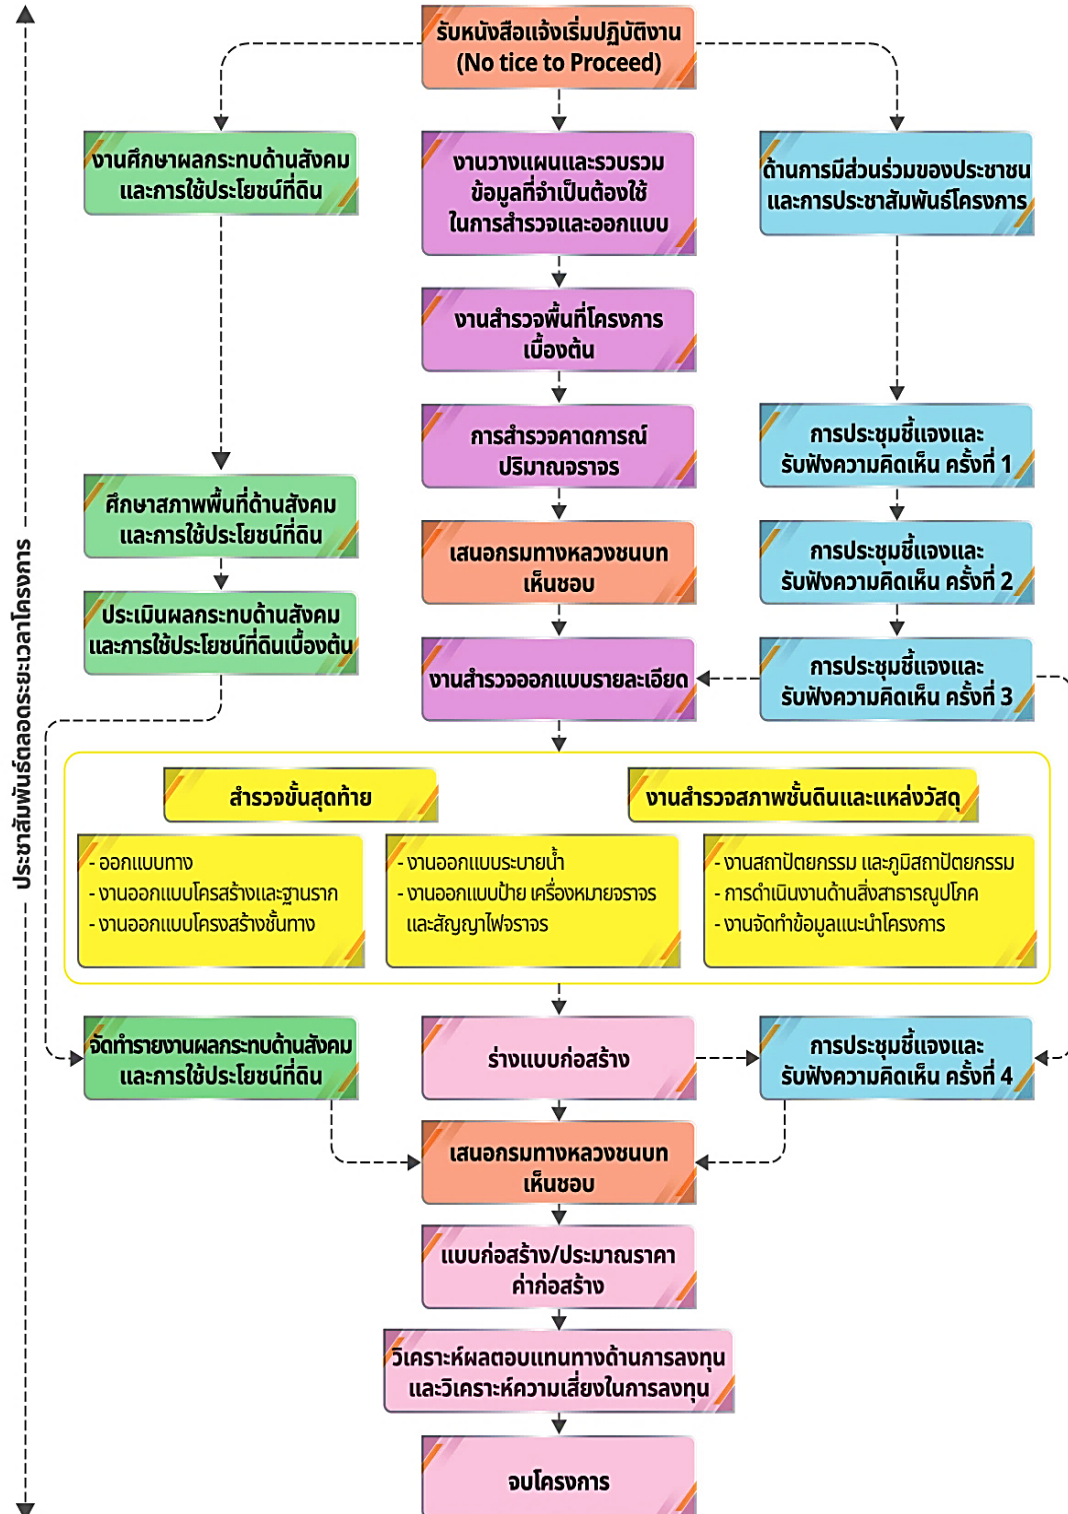 รับหนังสือแจ้งเริ่มปฏิบัติงาน
(No tice to Proceed)
งานศึกษาผลกระทบด้านสังคม
และการใช้ประโยชน์ที่ดิน
งานวางแผนและรวบรวม
ข้อมูลที่จำเป็นต้องใช้
ในการสำรวจและออกแบบ
ด้านการมีส่วนร่วมของประชาชน
และการประชาสัมพันธ์โครงการ
งานสำรวจพื้นที่โครงการ
เบื้องต้น
การสำรวจคาดการณ์
ปริมาณจราจร
การประชุมชี้แจงและ
รับฟังความคิดเห็น ครั้งที่ 1
ศึกษาสภาพพื้นที่ด้านสังคม
และการใช้ประโยชน์ที่ดิน
เสนอกรมทางหลวงชนบท
เห็นชอบ
การประชุมชี้แจงและ
รับฟังความคิดเห็น ครั้งที่ 2
ประเมินผลกระทบด้านสังคม
และการใช้ประโยชน์ที่ดินเบื้องต้น
งานสำรวจออกแบบรายละเอียด
การประชุมชี้แจงและ
รับฟังความคิดเห็น ครั้งที่ 3
ประชาสัมพันธ์ตลอดระยะเวลาโครงการ
สำรวจขั้นสุดท้าย
งานสำรวจสภาพชั้นดินและแหล่งวัสดุ
- ออกแบบทาง
- งานออกแบบโครสร้างและฐานราก
- งานออกแบบโครงสร้างชั้นทาง
- งานออกแบบระบายน้ำ
- งานออกแบบป้าย เครื่องหมายจราจร
และสัญญาไฟจราจร
- งานสถาปัตยกรรม และภูมิสถาปัตยกรรม
- การดำเนินงานด้านสิ่งสาธารณูปโภค
- งานจัดทำข้อมูลแนะนำโครงการ
จัดทำรายงานผลกระทบด้านสังคม
และการใช้ประโยชน์ที่ดิน
ร่างแบบก่อสร้าง
การประชุมชี้แจงและ
รับฟังความคิดเห็น ครั้งที่ 4
เสนอกรมทางหลวงชนบท
เห็นชอบ
แบบก่อสร้าง/ประมาณราคา
ค่าก่อสร้าง
วิเคราะห์ผลตอบแทนทางด้านการลงทุน
และวิเคราะห์ความเสี่ยงในการลงทุน
จบโครงการ